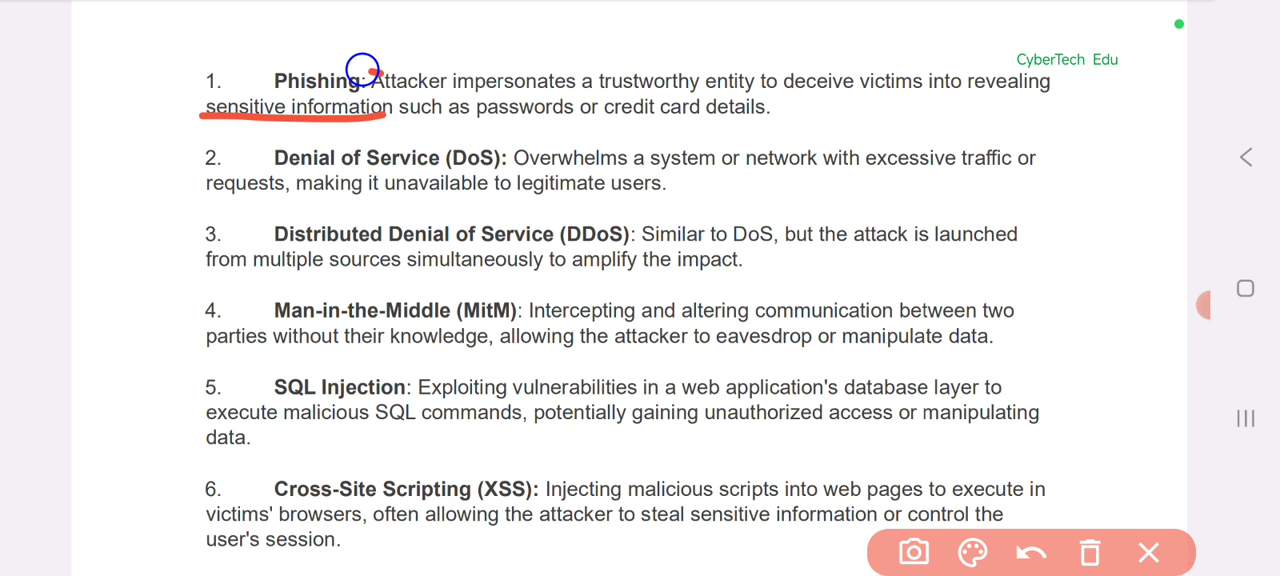 CyberTech Edu
1. Phishing: Attacker impersonates a trustworthy entity to deceive victims into revealing
sensitive information such as passwords or credit card details.
2. Denial of Service (DoS): Overwhelms a system or network with excessive traffic or
requests, making it unavailable to legitimate users.
3. Distributed Denial of Service (DDoS): Similar to DoS, but the attack is launched
from multiple sources simultaneously to amplify the impact.
4. Man-in-the-Middle (MitM): Intercepting and altering communication between two
parties without their knowledge, allowing the attacker to eavesdrop or manipulate data.
5. SQL Injection: Exploiting vulnerabilities in a web application's database layer to
execute malicious SQL commands, potentially gaining unauthorized access or manipulating
data.
6. Cross-Site Scripting (XSS): Injecting malicious scripts into web pages to execute in
victims' browsers, often allowing the attacker to steal sensitive information or control the
user's session.